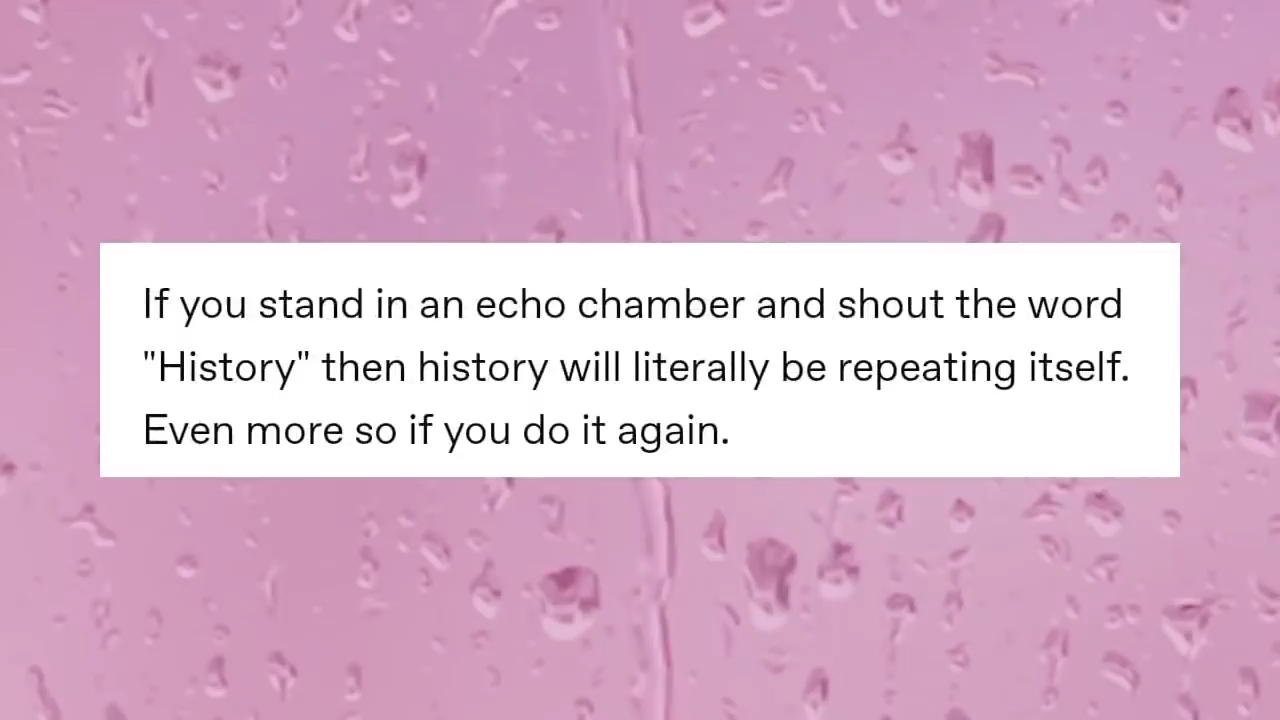 If you stand in an echo chamber and shout the word
"History" then history will literally be repeating itself.
Even more so if you do it again.